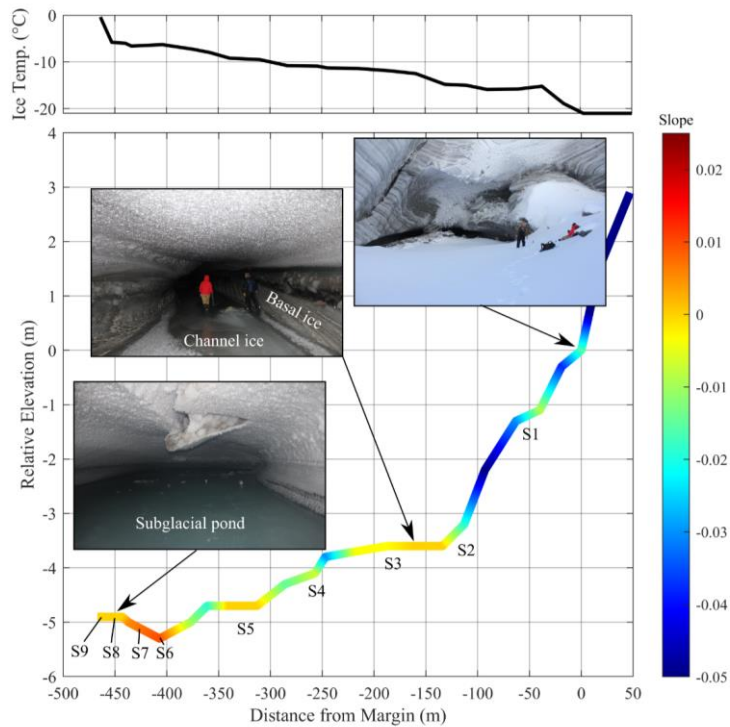 0
-10
-20
Ice Temp. (°C)
Slope
4
3
2
1
0
-1
-2
-3
-4
-5
-6
Relative Elevation (m)
0.02
0.01
0
-0.01
-0.02
-0.03
-0.04
-0.05
Basal ice
Channel ice
Subglacial pond
S1
S2
S3
S4
S5
S6
S7
S8
S9
-500 -450 -400 -350 -300 -250 -200 -150 -100 -50 0 50
Distance from Margin (m)